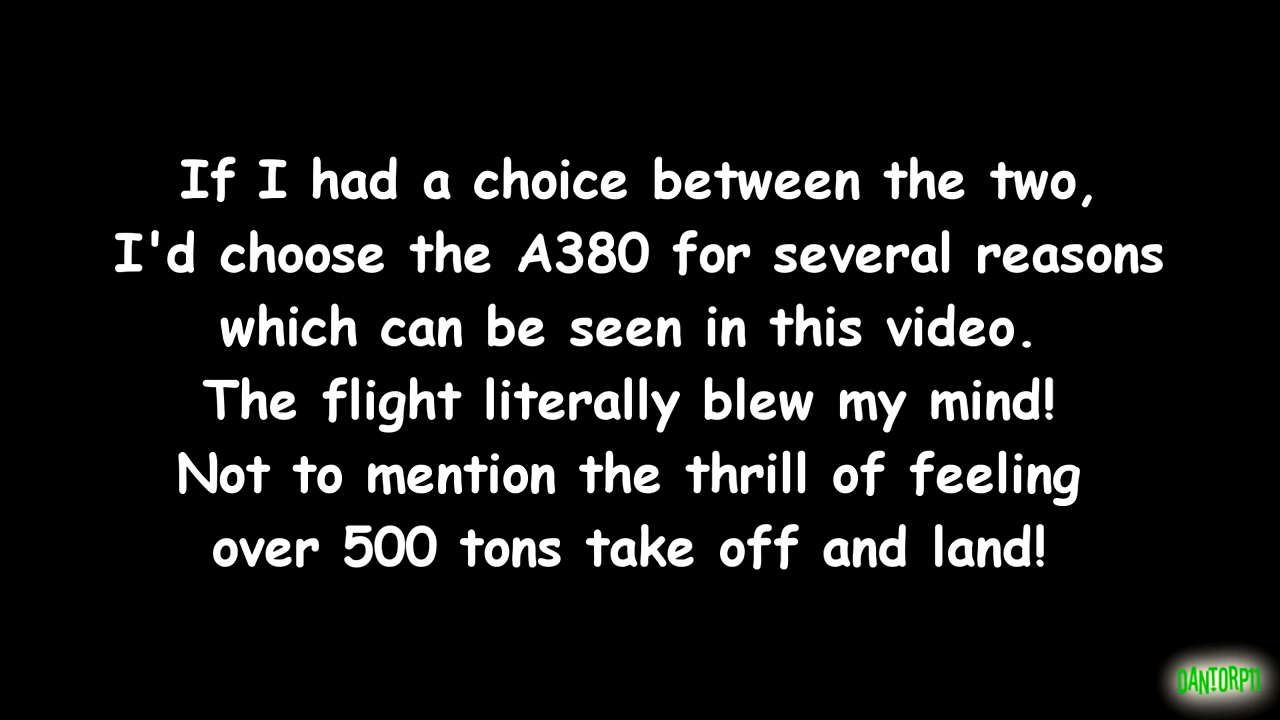 If I had a choice between the two,
I'd choose the A380 for several reasons
which can be seen in this video.
The flight literally blew my mind!
Not to mention the thrill of feeling
over 500 tons take off and land!
DANTORP11